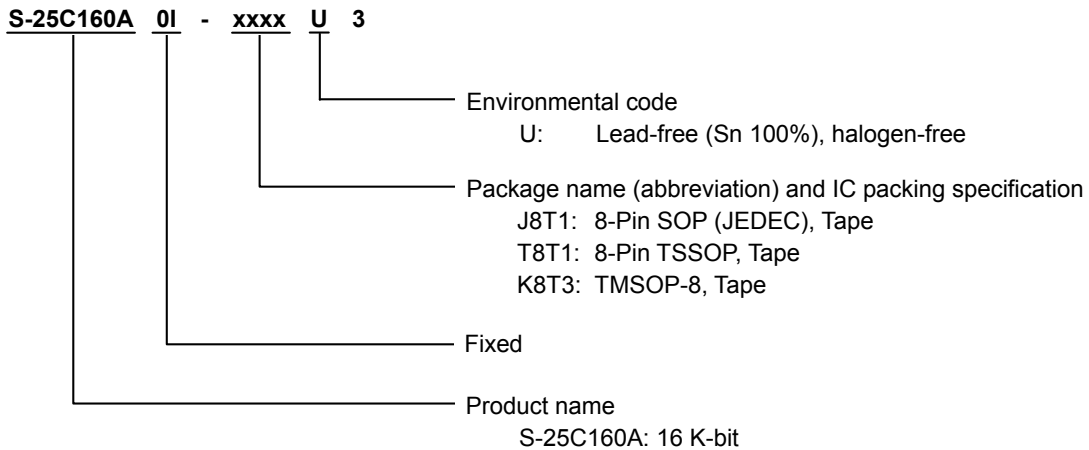 S-25C160A 0I - xxxx U 3
Environmental code
U: Lead-free (Sn 100%), halogen-free
Package name (abbreviation) and IC packing specification
J8T1: 8-Pin SOP (JEDEC), Tape
T8T1: 8-Pin TSSOP, Tape
K8T3: TMSOP-8, Tape
Fixed
Product name
S-25C160A: 16 K-bit